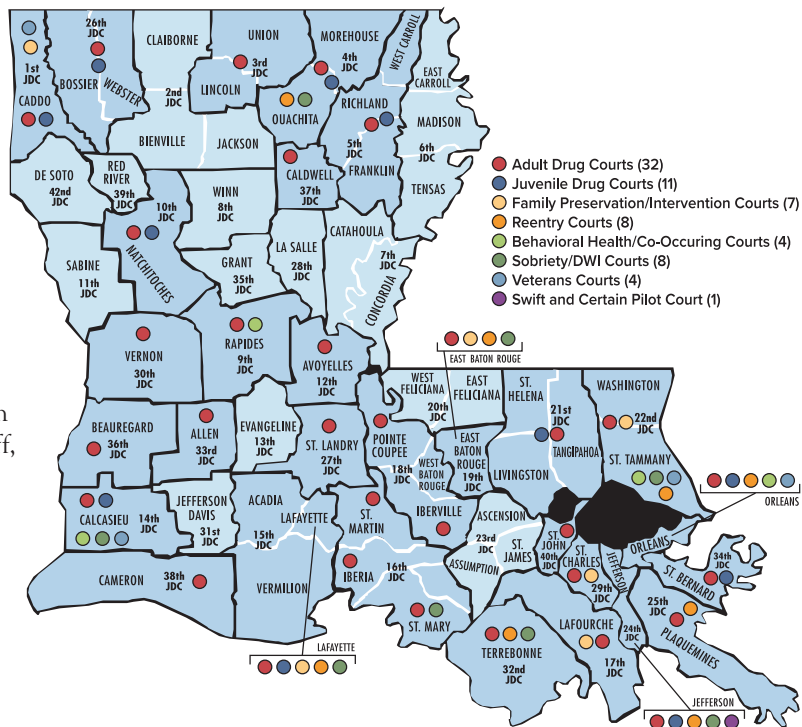 26th
JDC
BOSSIER
WEBSTER
1st
JDC
CADDO
CLAIBORNE
2nd
JDC
UNION
3rd
JDC
LINCOLN
MOREHOUSE
4th
JDC
OUACHITA
WEST CARROLL
EAST
CARROLL
RICHLAND
5th
JDC
FRANKLIN
MADISON
6th
JDC
TENSAS
BIENVILLE
JACKSON
DE SOTO
42nd
JDC
RED
RIVER
39th
JDC
10th
JDC
NATCHITOCHES
WINN
8th
JDC
CALDWELL
37th
JDC
CATAHOULA
7th
JDC
CONCORDIA
LA SALLE
28th
JDC
SABINE
11th
JDC
GRANT
35th
JDC
Adult Drug Courts (32)
Juvenile Drug Courts (11)
Family Preservation/Intervention Courts (7)
Reentry Courts (8)
Behavioral Health/Co-Occuring Courts (4)
Sobriety/DWI Courts (8)
Veterans Courts (4)
Swift and Certain Pilot Court (1)
VERNON
30th
JDC
RAPIDES
9th
JDC
AVOYELLES
12th
JDC
EAST BATON ROUGE
n
ff,
BEAUREGARD
36th
JDC
ALLEN
33rd
JDC
EVANGELINE
13th
JDC
ST. LANDRY
27th
JDC
POINTE
COUPEE
18th
JDC
WEST
BATON
ROUGE
IBERVILLE
WEST
FELICIANA
EAST
FELICIANA
20th
JDC
EAST
BATON
ROUGE
19th
JDC
ST.
HELENA
21st
JDC
TANGIPAHOA
LIVINGSTON
WASHINGTON
22nd
JDC
ST. TAMMANY
ORLEANS
CALCASIEU
14th
JDC
JEFFERSON
DAVIS
31st
JDC
ACADIA
15th
JDC
LAFAYETTE
VERMILION
ST.
MARTIN
16th
JDC
IBERIA
ST. MARY
ASCENSION
23rd
JDC
ASSUMPTION
ST.
JAMES
ST.
JOHN
40th
JDC
ST.
CHARLES
29th
JDC
JEFFERSON
ORLEANS
34th
JDC
ST. BERNARD
25th
JDC
PLAQUEMINES
24th
JDC
CAMERON
38th
JDC
LAFAYETTE
TERREBONNE
32nd
JDC
LAFOURCHE
17th
JDC
JEFFERSON